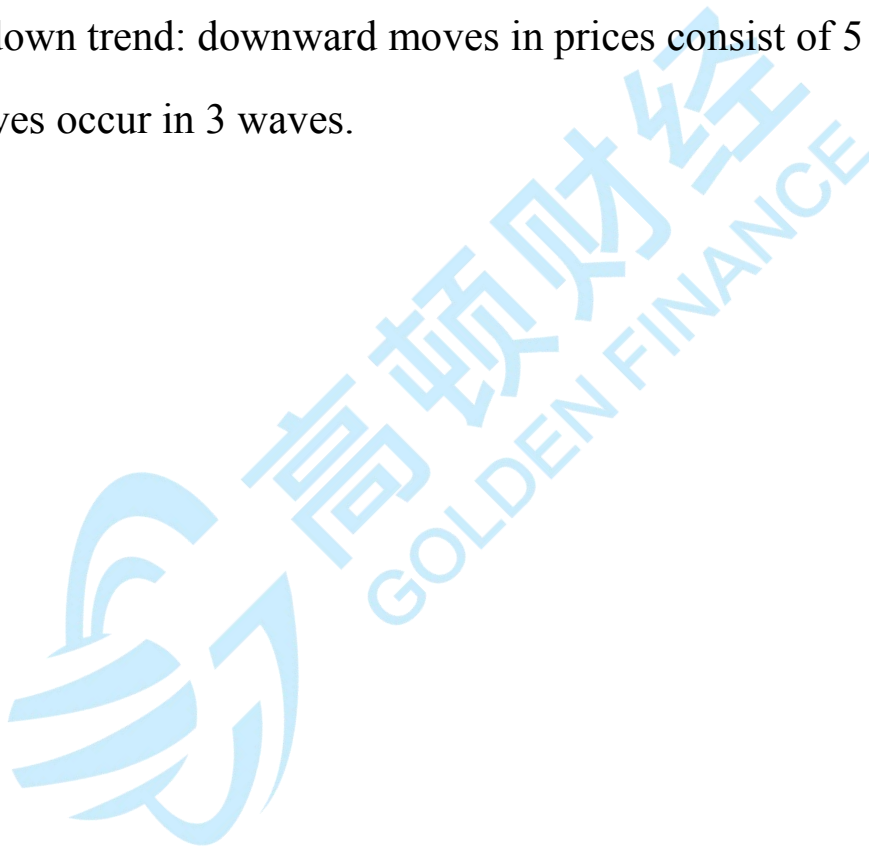 down trend: downward moves in prices consist of 5
ves occur in 3 waves.
高顿财经
GOLDEN FINANCE